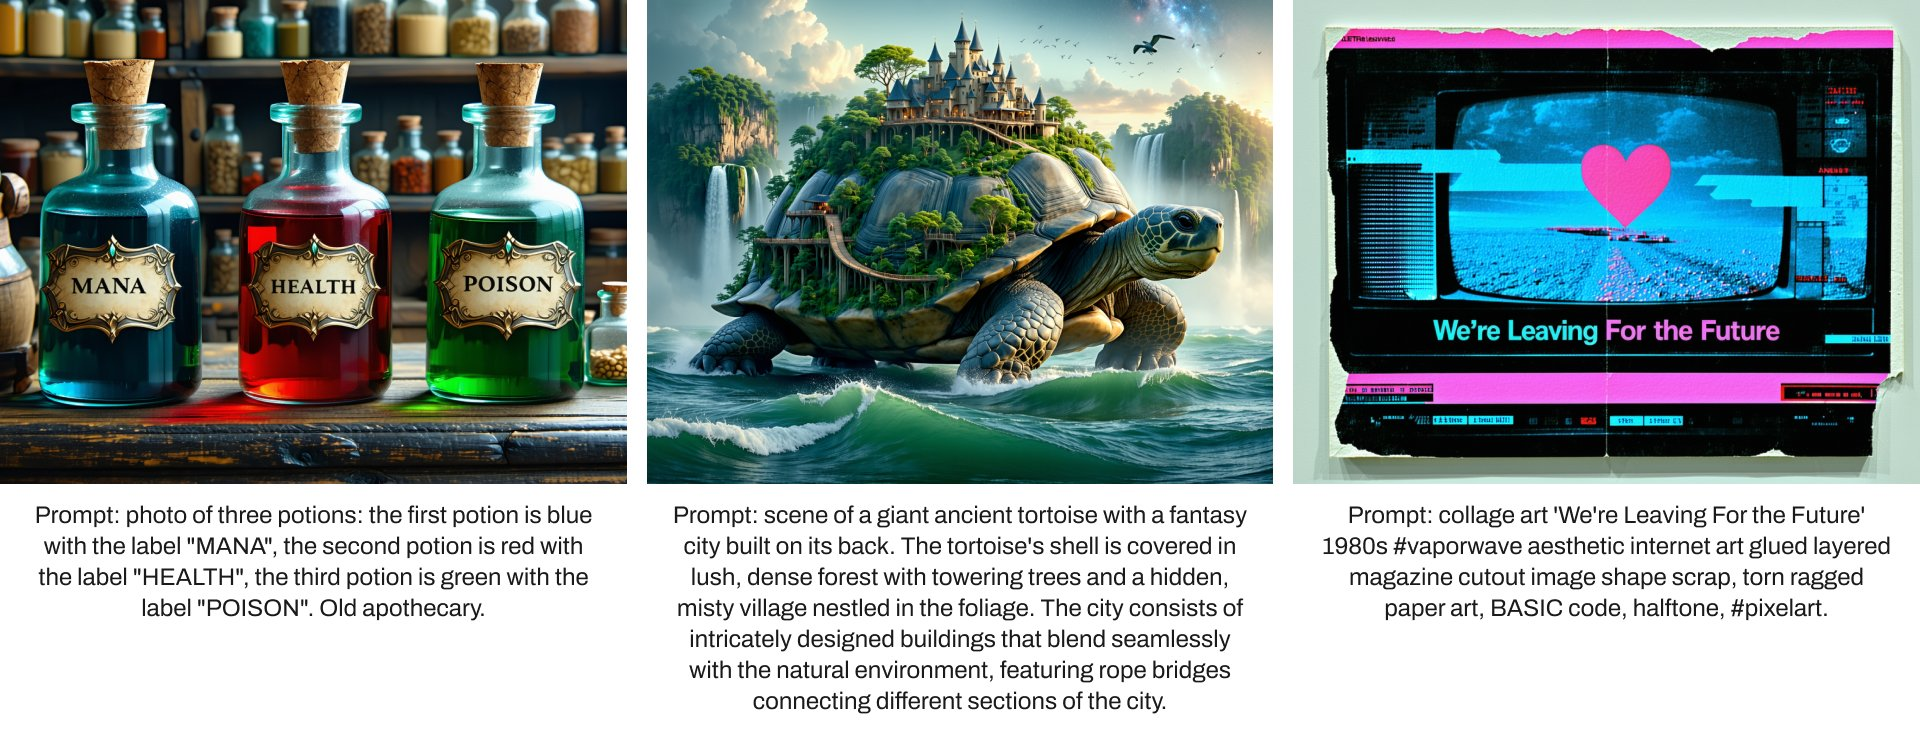 MANA
HEALTH
POISON
We're Leaving For the Future
Prompt: photo of three potions: the first potion is blue
with the label "MANA", the second potion is red with
the label "HEALTH", the third potion is green with the
label "POISON". Old apothecary.
Prompt: scene of a giant ancient tortoise with a fantasy
city built on its back. The tortoise's shell is covered in
lush, dense forest with towering trees and a hidden,
misty village nestled in the foliage. The city consists of
intricately designed buildings that blend seamlessly
with the natural environment, featuring rope bridges
connecting different sections of the city.
Prompt: collage art 'We're Leaving For the Future'
1980s #vaporwave aesthetic internet art glued layered
magazine cutout image shape scrap, torn ragged
paper art, BASIC code, halftone, #pixelart.